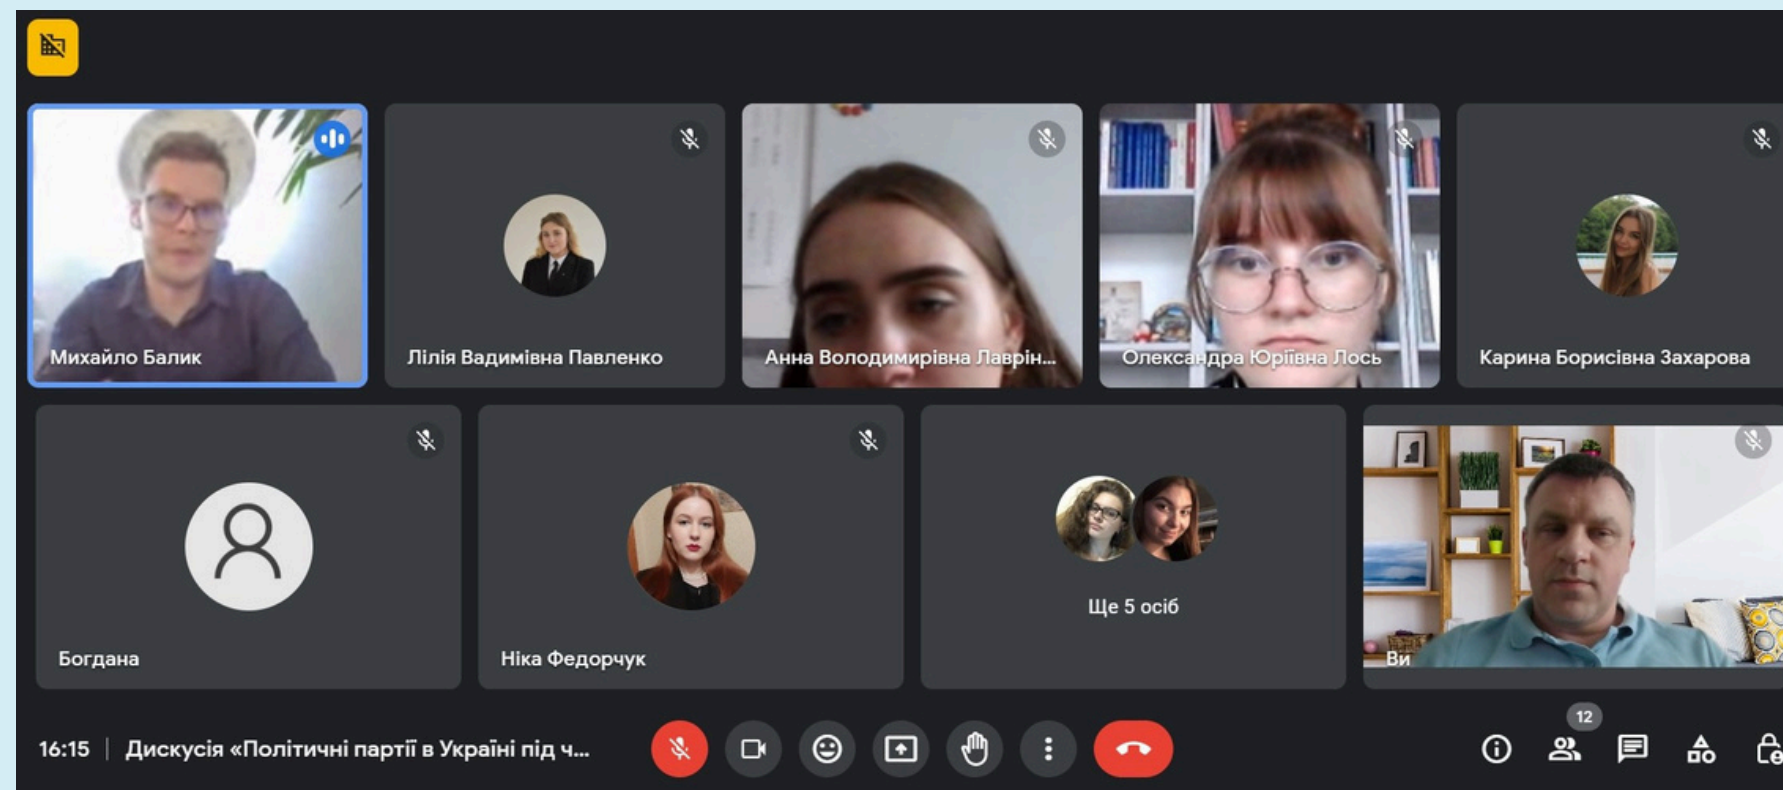 Михайло Балик
Лілія Вадимівна Павленко
Анна Володимирівна Лаврін...
Олександра Юріївна Лось
Карина Борисівна Захарова
Богдана
Ніка Федорчук
Ще 5 осіб
Ви
12
16:15 | Дискусія «Політичні партії в Україні під ч...